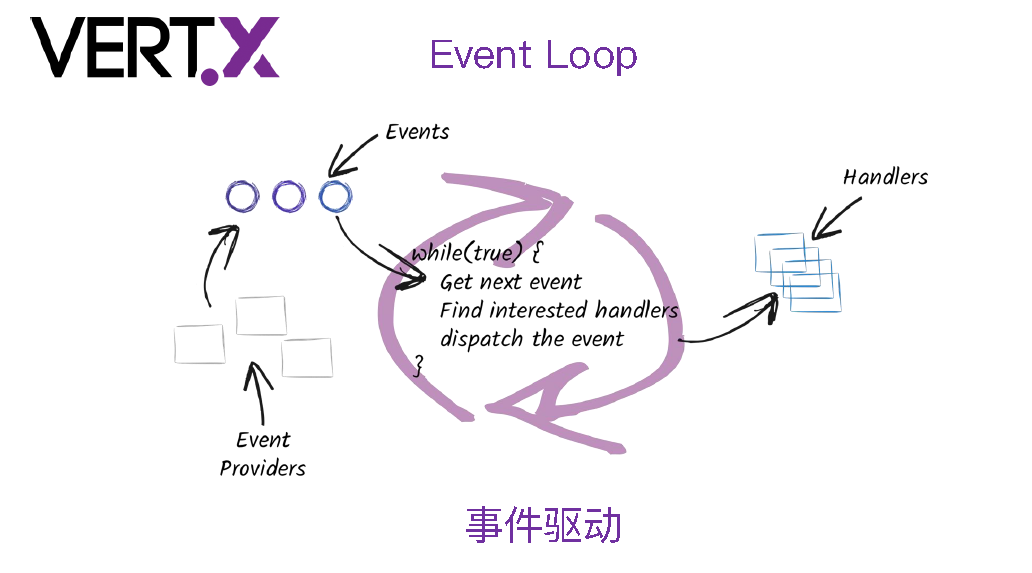 VERT.X
Event Loop
Events
Handlers
while(true) {
Get next event
Find interested handlers
dispatch the event
}
Event
Providers
事件驱动